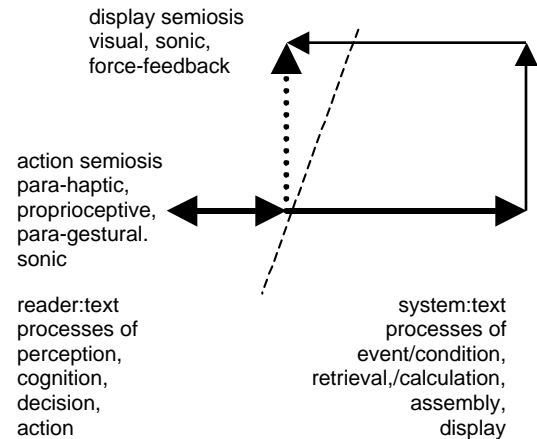 display semiosis
visual, sonic,
force-feedback
action semiosis
para-haptic,
proprioceptive,
para-gestural.
sonic
reader:text
processes of
perception,
cognition,
decision,
action
system:text
processes of
event/condition,
retrieval,/calculation,
assembly,
display